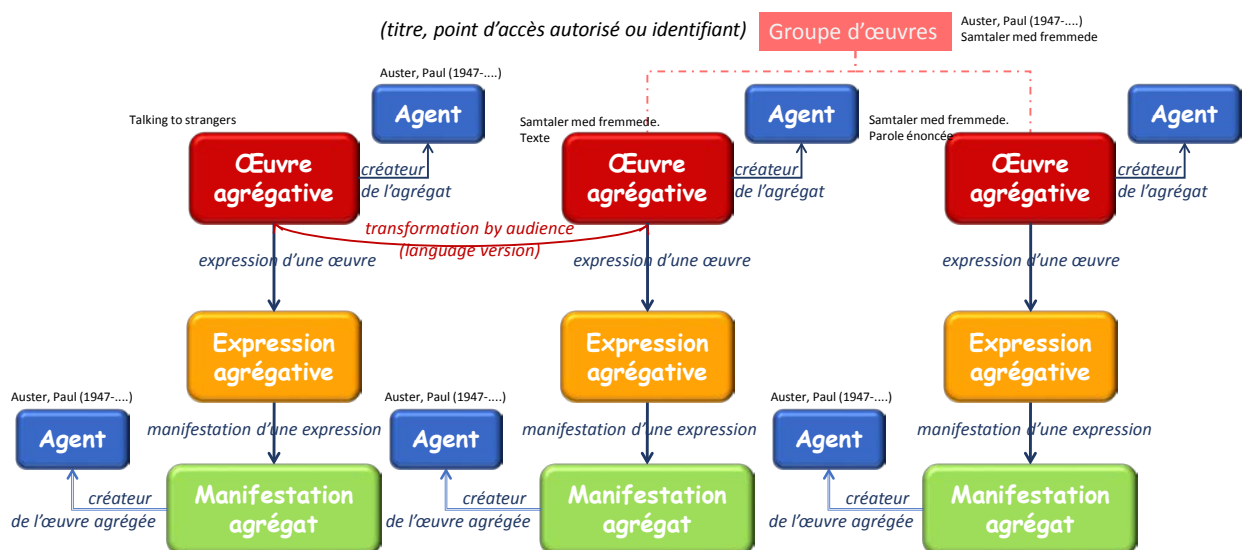 (titre, point d'accès autorisé ou identifiant)
Groupe d'œuvres
Auster, Paul (1947-....)
Samtaler med fremmede
Auster, Paul (1947-....)
Agent
Agent
Agent
Talking to strangers
Samtaler med fremmede.
Texte
Samtaler med fremmede.
Parole énoncée
Œuvre
agrégative
créateur
de l'agrégat
Œuvre
agrégative
créateur
de l'agrégat
Œuvre
agrégative
créateur
de l'agrégat
transformation by audience
(language version)
expression d'une œuvre
expression d'une œuvre
expression d'une œuvre
Expression
agrégative
Expression
agrégative
Expression
agrégative
Auster, Paul (1947-....)
Auster, Paul (1947-....)
Auster, Paul (1947-....)
Agent
manifestation d'une expression
Agent
manifestation d'une expression
Agent
manifestation d'une expression
créateur
de l'œuvre agrégée
Manifestation
agrégat
créateur
de l'œuvre agrégée
Manifestation
agrégat
créateur
de l'œuvre agrégée
Manifestation
agrégat